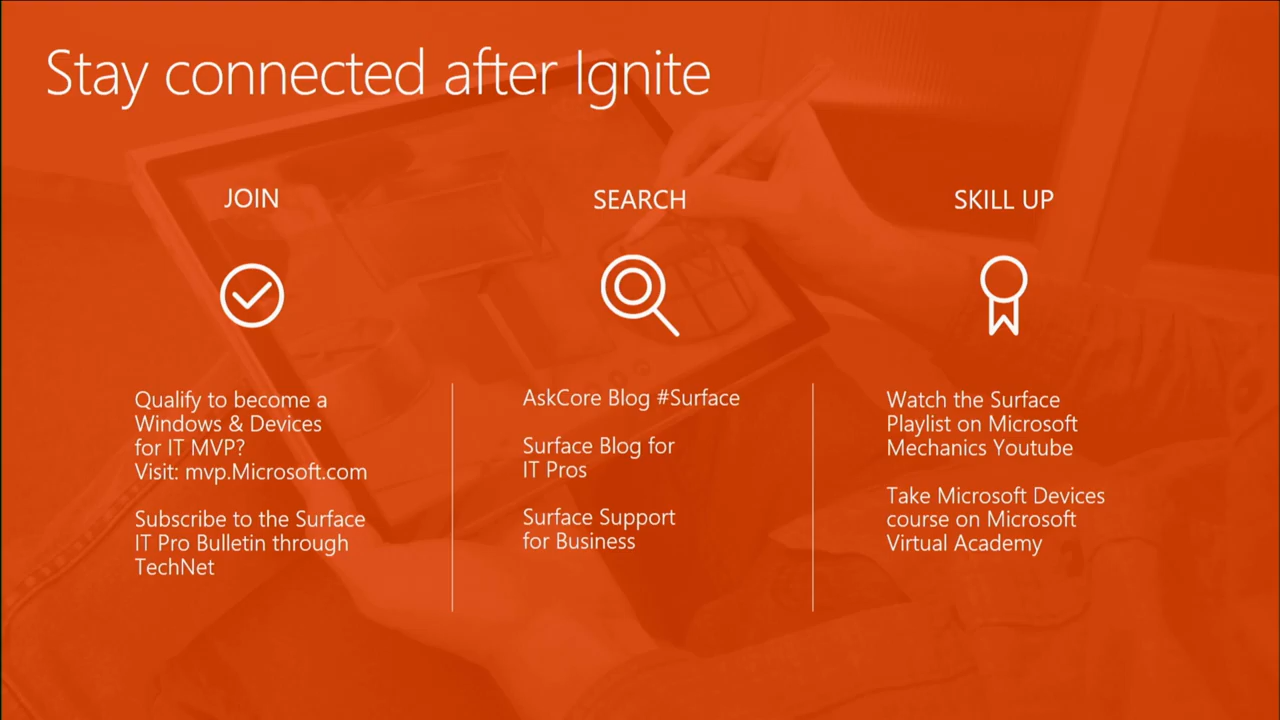 Stay connected after Ignite
JOIN
Qualify to become a
Windows & Devices
for IT MVP?
Visit: mvp.Microsoft.com
Subscribe to the Surface
IT Pro Bulletin through
TechNet
SEARCH
AskCore Blog #Surface
Surface Blog for
IT Pros
Surface Support
for Business
SKILL UP
Watch the Surface
Playlist on Microsoft
Mechanics Youtube
Take Microsoft Devices
course on Microsoft
Virtual Academy